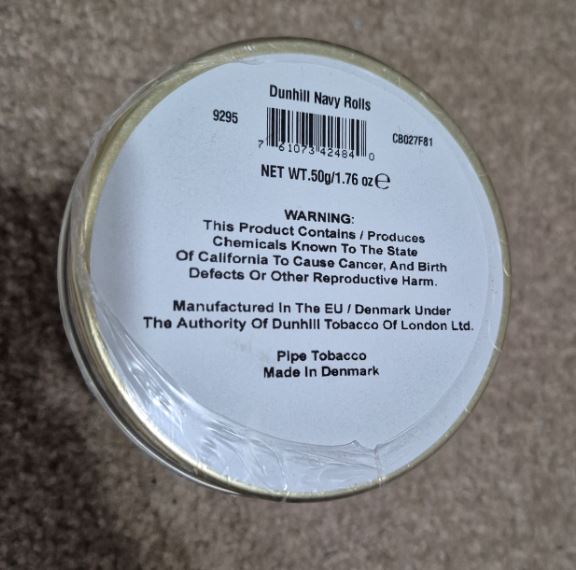 Dunhill Navy Rolls
9295
CB027F81
7 61073 42484 0
NET WT.50g/1.76 oz ℮
WARNING:
This Product Contains / Produces
Chemicals Known To The State
Of California To Cause Cancer, And Birth
Defects Or Other Reproductive Harm.
Manufactured In The EU / Denmark Under
The Authority Of Dunhill Tobacco Of London Ltd.
Pipe Tobacco
Made In Denmark